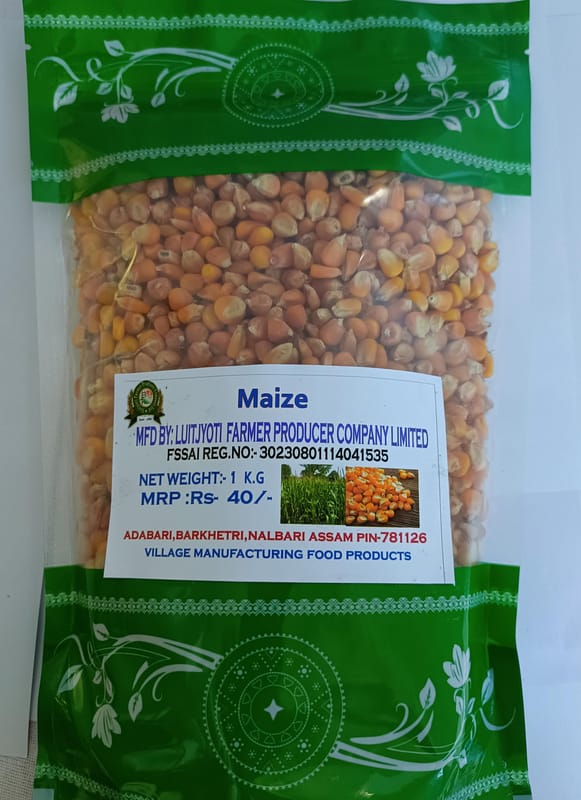 Maize
MFD BY: LUITJYOTI FARMER PRODUCER COMPANY LIMITED
FSSAI REG.NO:- 30230801114041535
NET WEIGHT:- 1 K.G
MRP :Rs- 40/-
ADABARI,BARKHETRI,NALBARI ASSAM PIN-781126
VILLAGE MANUFACTURING FOOD PRODUCTS